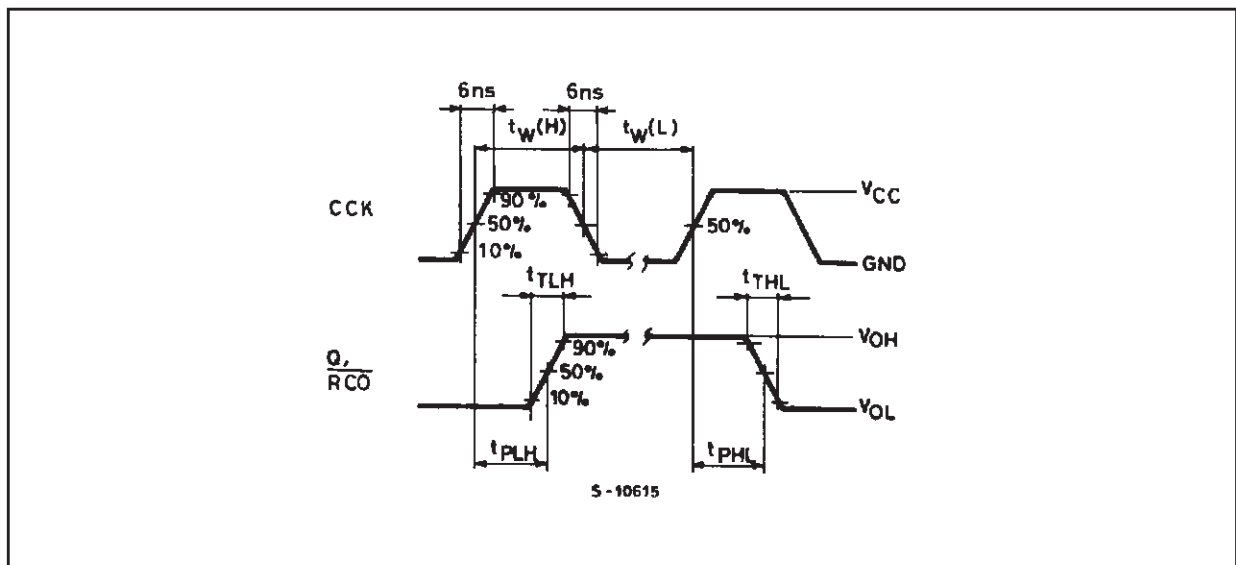 6ns 6ns
tW(H) tW(L)
CCK
90%
50%
10%
50%
VCC
GND
tTLH tTHL
Q,
RCO
90%
50%
10%
VOH
VOL
tPLH tPHL
S-10615